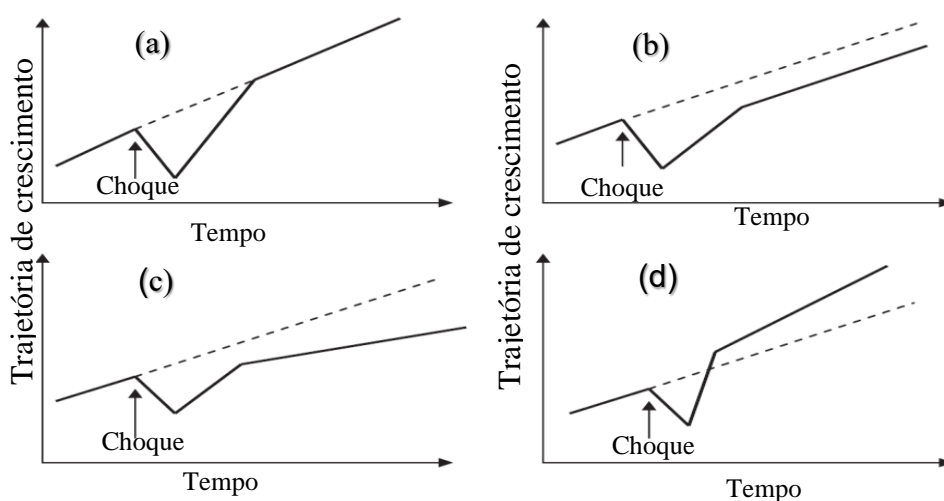 (a)
Trajetória de crescimento
Choque
Tempo
(b)
Trajetória de crescimento
Choque
Tempo
(c)
Choque
Tempo
(d)
Choque
Tempo